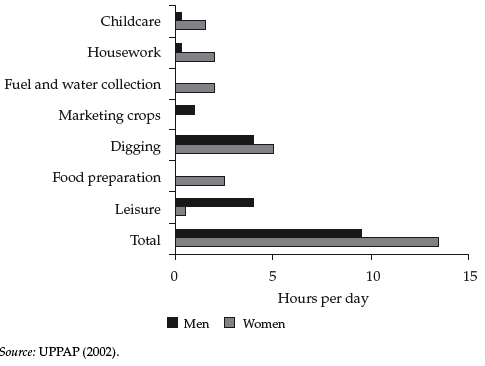 Childcare
Housework
Fuel and water collection
Marketing crops
Digging
Food preparation
Leisure
Total
0 5 10 15
Hours per day
Men Women
Source: UPPAP (2002).